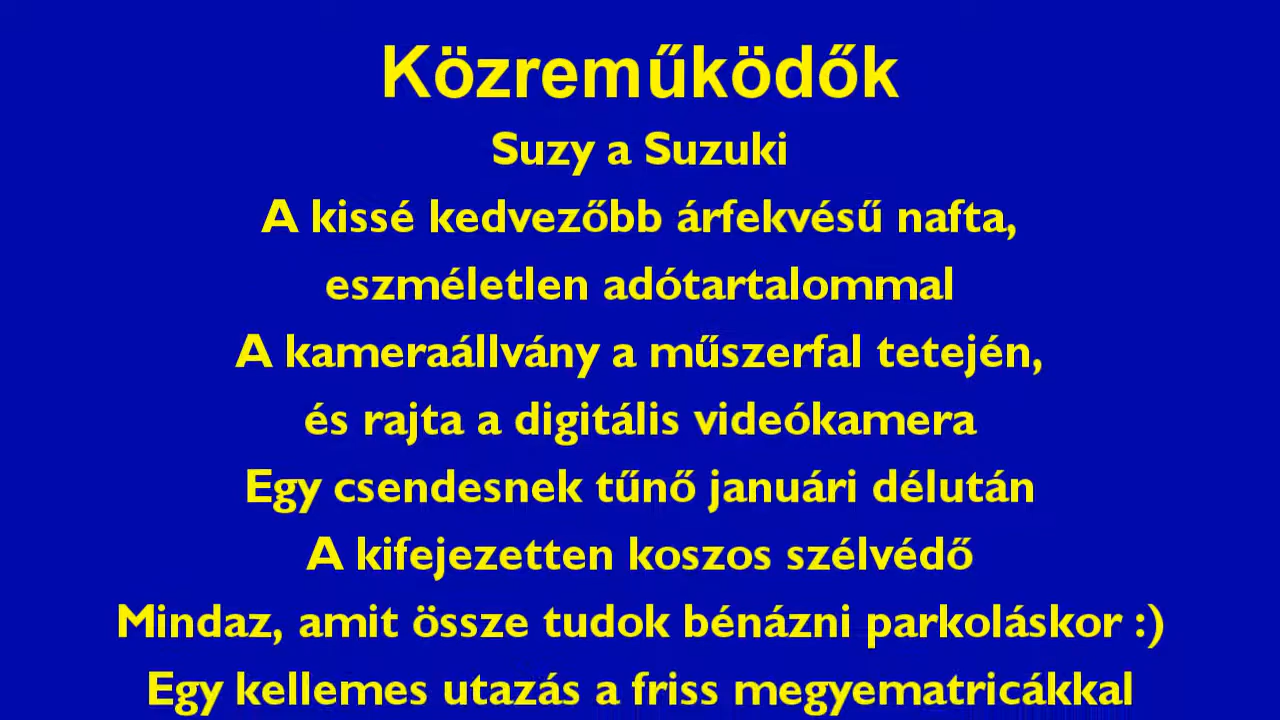 Közreműködők
Suzy a Suzuki
A kissé kedvezőbb árfekvésű nafta,
eszméletlen adótartalommal
A kameraállvány a műszerfal tetején,
és rajta a digitális videókamera
Egy csendesnek tűnő januári délután
A kifejezetten koszos szélvédő
Mindaz, amit össze tudok bénázni parkoláskor :)
Egy kellemes utazás a friss megyematricákkal